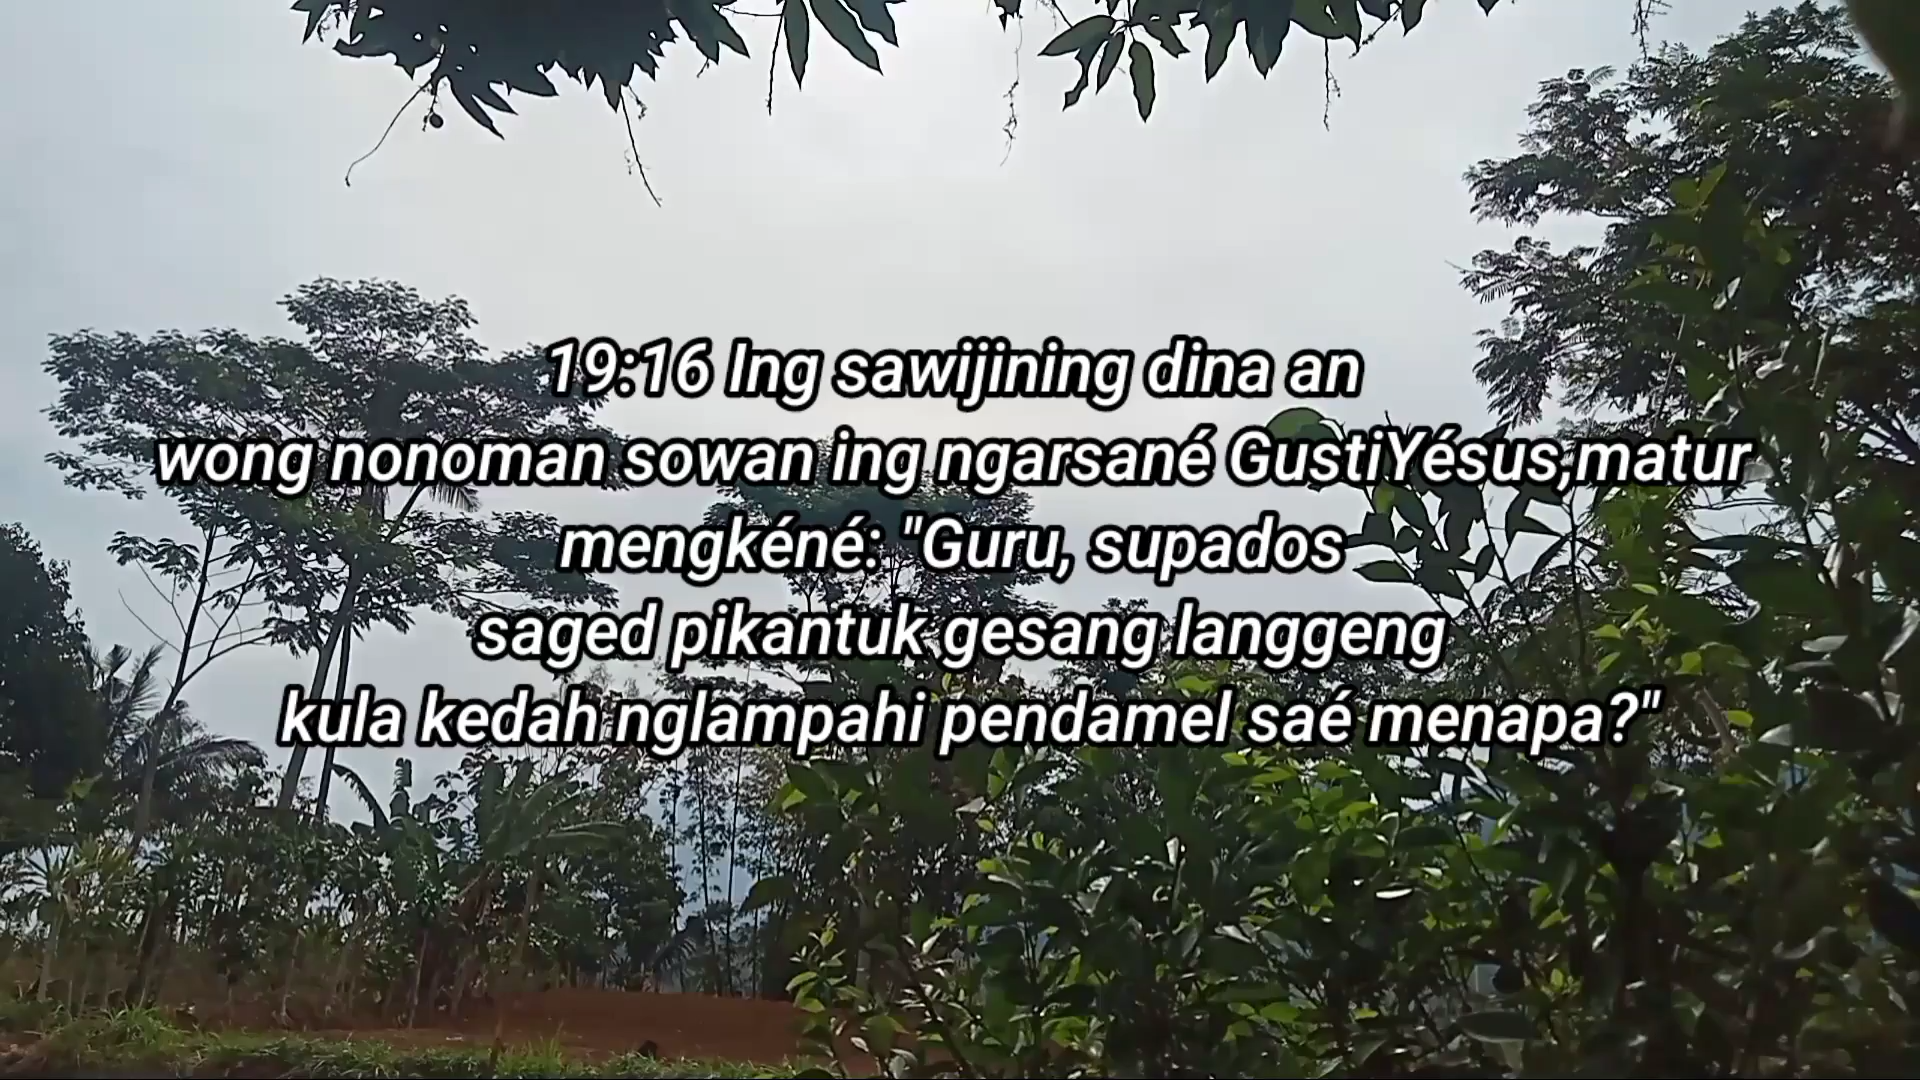 19:16 Ing sawijining dina an
wong nonoman sowan ing ngarsané GustiYésus,matur
mengkéné: "Guru, supados
saged pikantuk gesang langgeng
kula kedah nglampahi pendamel saé menapa?"